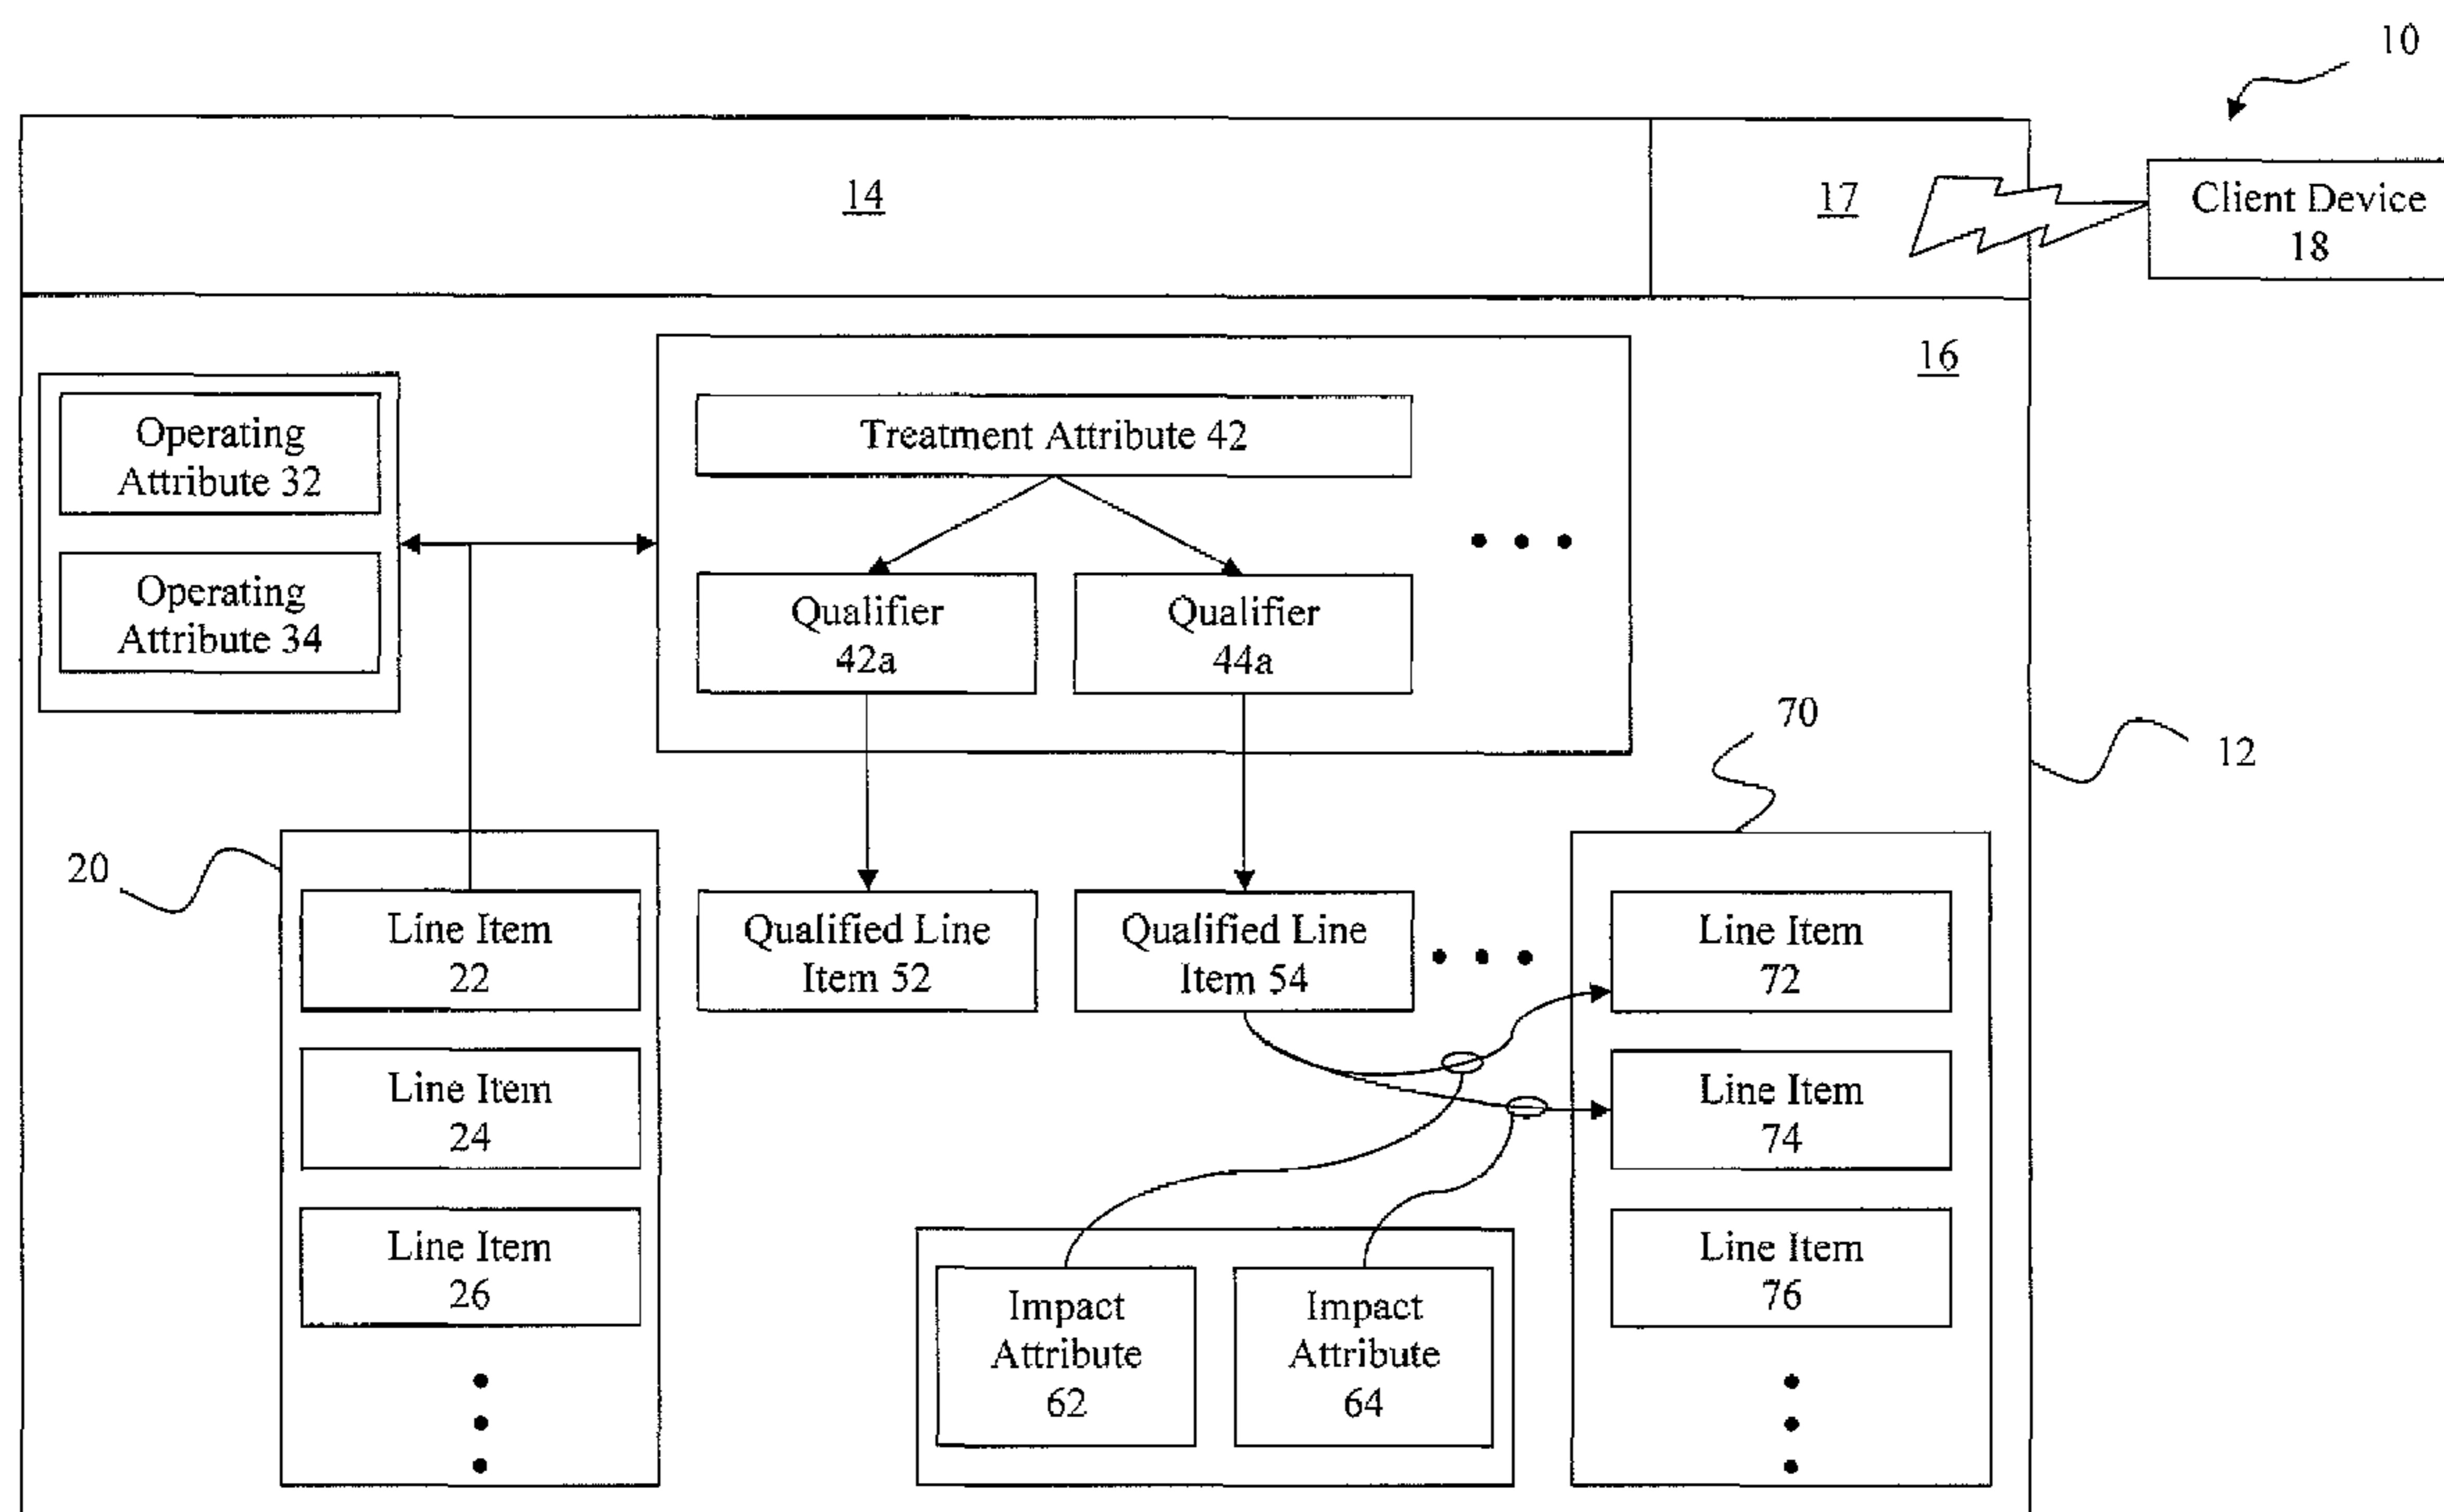 10
14
17
Client Device
18
16
Operating
Attribute 32
Operating
Attribute 34
Treatment Attribute 42
Qualifier
42a
Qualifier
44a
70
12
20
Line Item
22
Line Item
24
Line Item
26
Qualified Line
Item 52
Qualified Line
Item 54
Line Item
72
Line Item
74
Line Item
76
Impact
Attribute
62
Impact
Attribute
64